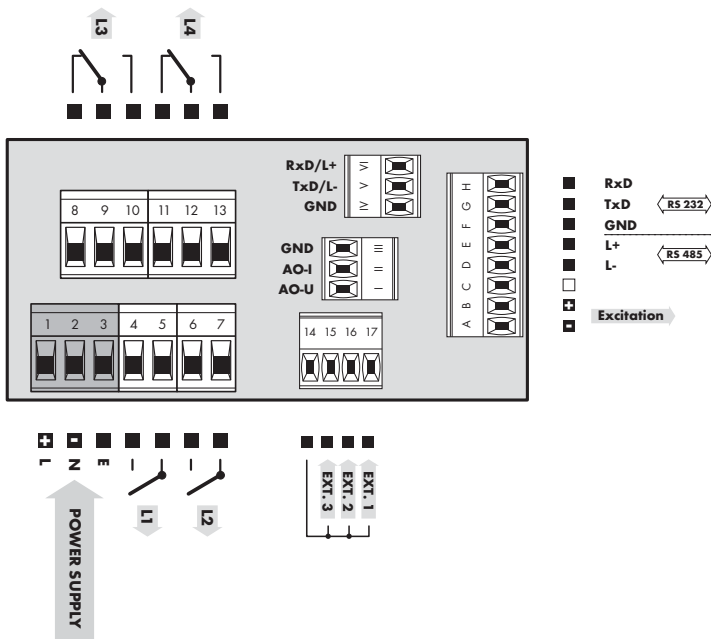 L3 L4
RxD/L+ VI
TxD/L- V
GND IV
8 9 10 11 12 13
GND III
AO-I II
AO-U I
H
G
F
E
D
C
B
A
RxD
TxD RS 232
GND
L+
L- RS 485
+
- Excitation
1 2 3 4 5 6 7
14 15 16 17
+ -
L N E
L1 L2
POWER SUPPLY
EXT. 3 EXT. 2 EXT. 1